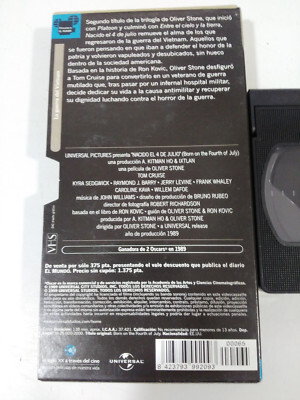 Segundo título de la trilogía de Oliver Stone, que inició
con Platoon y culminó con Entre el cielo y la tierra,
Nacido el 4 de julio remueve el alma de los que
regresaron de la guerra del Vietnam. Aquellos que
se fueron pensando en que iban a defender el honor de la
patria y volvieron vapuleados y desubicados, sin hueco
dentro de la sociedad americana.
Basada en la historia de Ron Kovic, Oliver Stone desfiguró
a Tom Cruise para convertirlo en un veterano de guerra
mutilado que, tras pasar por un infernal hospital militar,
decide dedicar su vida a la causa antimilitar y recuperar
su dignidad luchando contra el horror de la guerra.
UNIVERSAL PICTURES presenta "NACIDO EL 4 DE JULIO" (Born on the Fourth of July)
una producción A. KITMAN HO & IXTLAN
una película de OLIVER STONE
TOM CRUISE
KYRA SEDGWICK - RAYMOND J. BARRY - JERRY LEVINE - FRANK WHALEY
CAROLINE KAVA - WILLEM DAFOE
música de JOHN WILLIAMS - diseño de producción de BRUNO RUBEO
director de fotografía ROBERT RICHARDSON
basada en el libro de RON KOVIC - guión de OLIVER STONE & RON KOVIC
producida por A. KITMAN HO & OLIVER STONE
dirigida por OLIVER STONE - a UNIVERSAL release
año de producción 1989
Ganadora de 2 Oscars® en 1989
VHS
De venta por sólo 375 pta. presentando el vale descuento que publica el diario
EL MUNDO. Precio sin cupón: 1.375 pta.
UNIVERSAL
00065
8423793992093